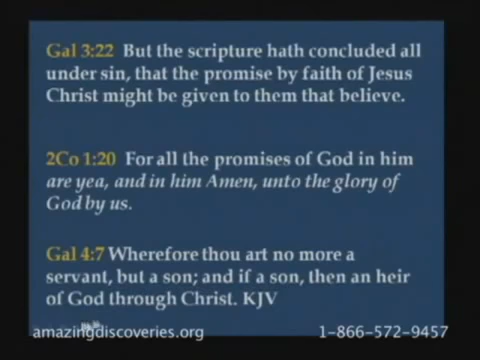 Gal 3:22 But the scripture hath concluded all
under sin, that the promise by faith of Jesus
Christ might be given to them that believe.
2Co 1:20 For all the promises of God in him
are yea, and in him Amen, unto the glory of
God by us.
Gal 4:7 Wherefore thou art no more a
servant, but a son; and if a son, then an heir
of God through Christ. KJV
amazingdiscoveries.org 1-866-572-9457